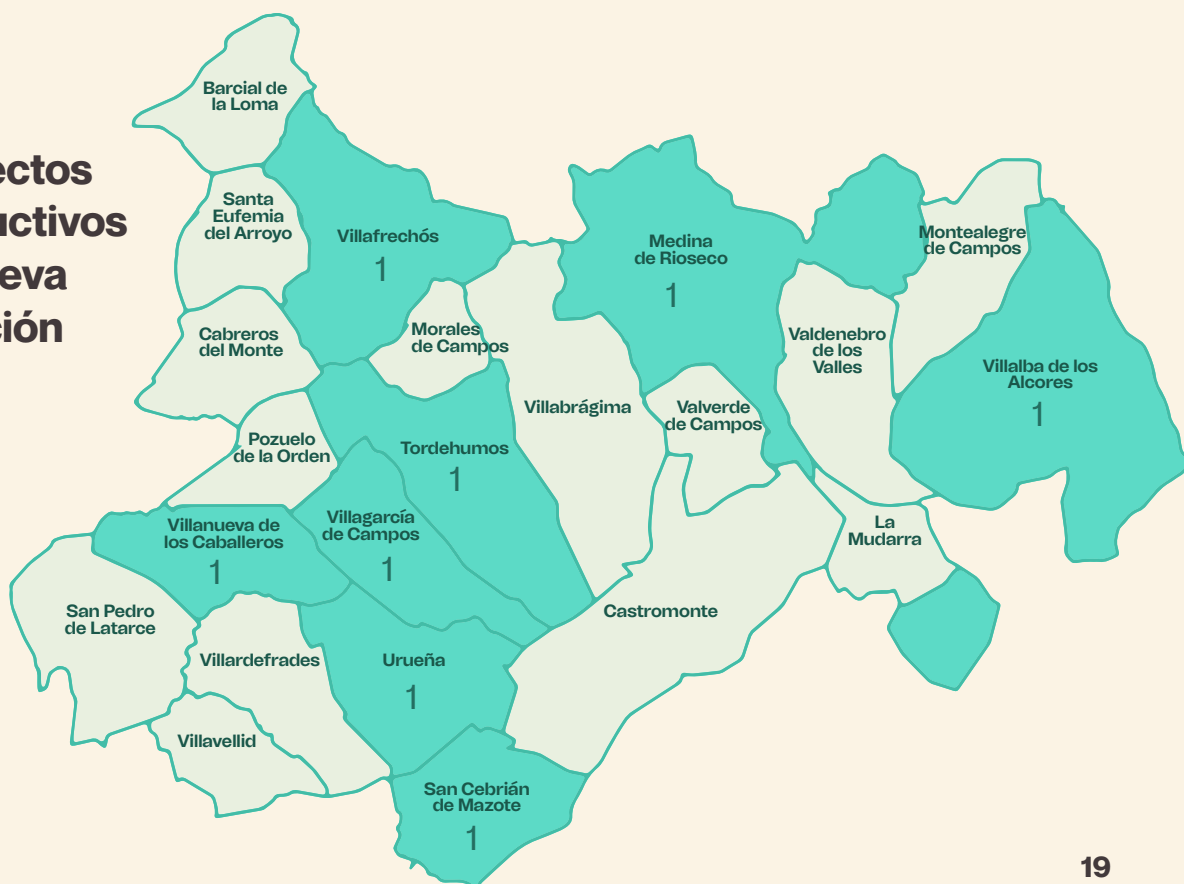 ectos
uctivos
eva
ción
Barcial de
la Loma
Santa
Eufemia
del Arroyo
Villafrechós
1
Medina
de Rioseco
1
Montealegre
de Campos
Cabreros
del Monte
Morales
de Campos
Valdenebro
de los
Valles
Villalba de los
Alcores
1
Villabrágima
Valverde
de Campos
Pozuelo
de la Orden
Tordehumos
1
Villanueva de
los Caballeros
1
Villagarcía
de Campos
1
La
Mudarra
San Pedro
de Latarce
Castromonte
Villardefrades
Urueña
1
Villavellid
San Cebrián
de Mazote
1
19